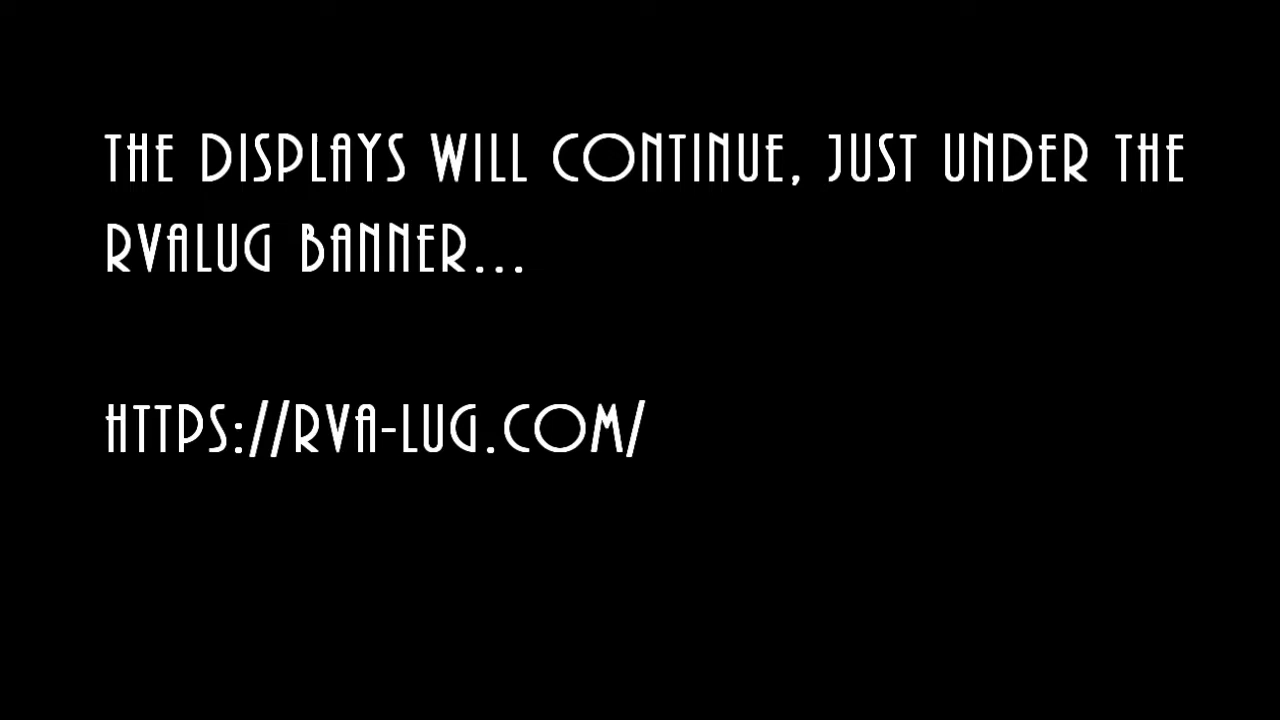 THE DISPLAYS WILL CONTINUE, JUST UNDER THE
RVALUG BANNER...
HTTPS://RVA-LUG.COM/